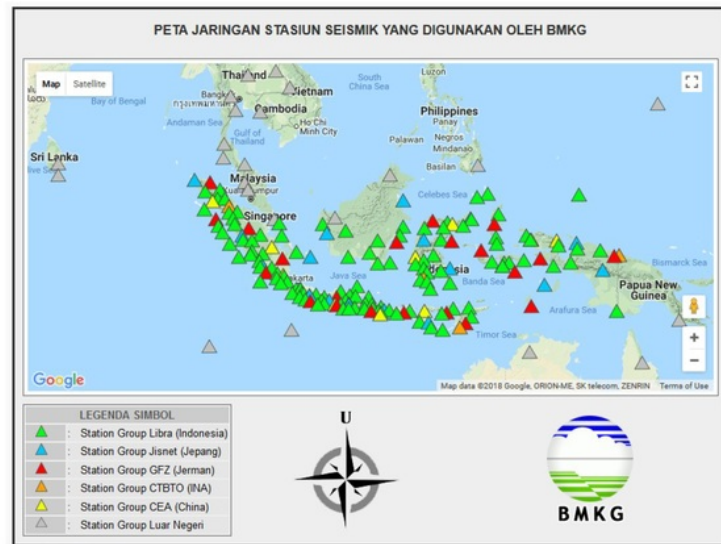 PETA JARINGAN STASIUN SEISMIK YANG DIGUNAKAN OLEH BMKG
Map
Satellite
Thailand
Vietnam
Cambodia
Ho Chi
Minh City
Bay of Bengal
Andaman Sea
Gulf of
Thailand
South
China Sea
Luzon
Philippines
Panay
Negros
Palawan
Mindanao
Basilan
Sri Lanka
Malaysia
Singapore
Celebes Sea
Java Sea
Banda Sea
Arafura Sea
Timor Sea
Bismarck Sea
Papua New
Guinea
Google
Map data ©2018 Google, ORION-ME, SK telecom, ZENRIN
Terms of Use
LEGENDA SIMBOL
: Station Group Libra (Indonesia)
: Station Group Jisnet (Jepang)
: Station Group GFZ (Jerman)
: Station Group CTBTO (INA)
: Station Group CEA (China)
: Station Group Luar Negeri
U
BMKG